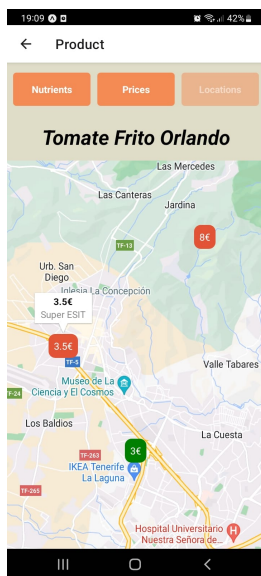 19:09
42%
Product
Nutrients
Prices
Locations
Tomate Frito Orlando
Las Mercedes
Las Canteras
Jardina
TF-13
8€
Urb. San
Diego
Iglesia La Concepción
3.5€
Super ESIT
3.5€
TF-5
Valle Tabares
Museo de La
Ciencia y El Cosmos
TF-24
Los Baldios
La Cuesta
3€
TF-263
IKEA Tenerife
La Laguna
TF-265
Hospital Universitario
Nuestra Señora de...